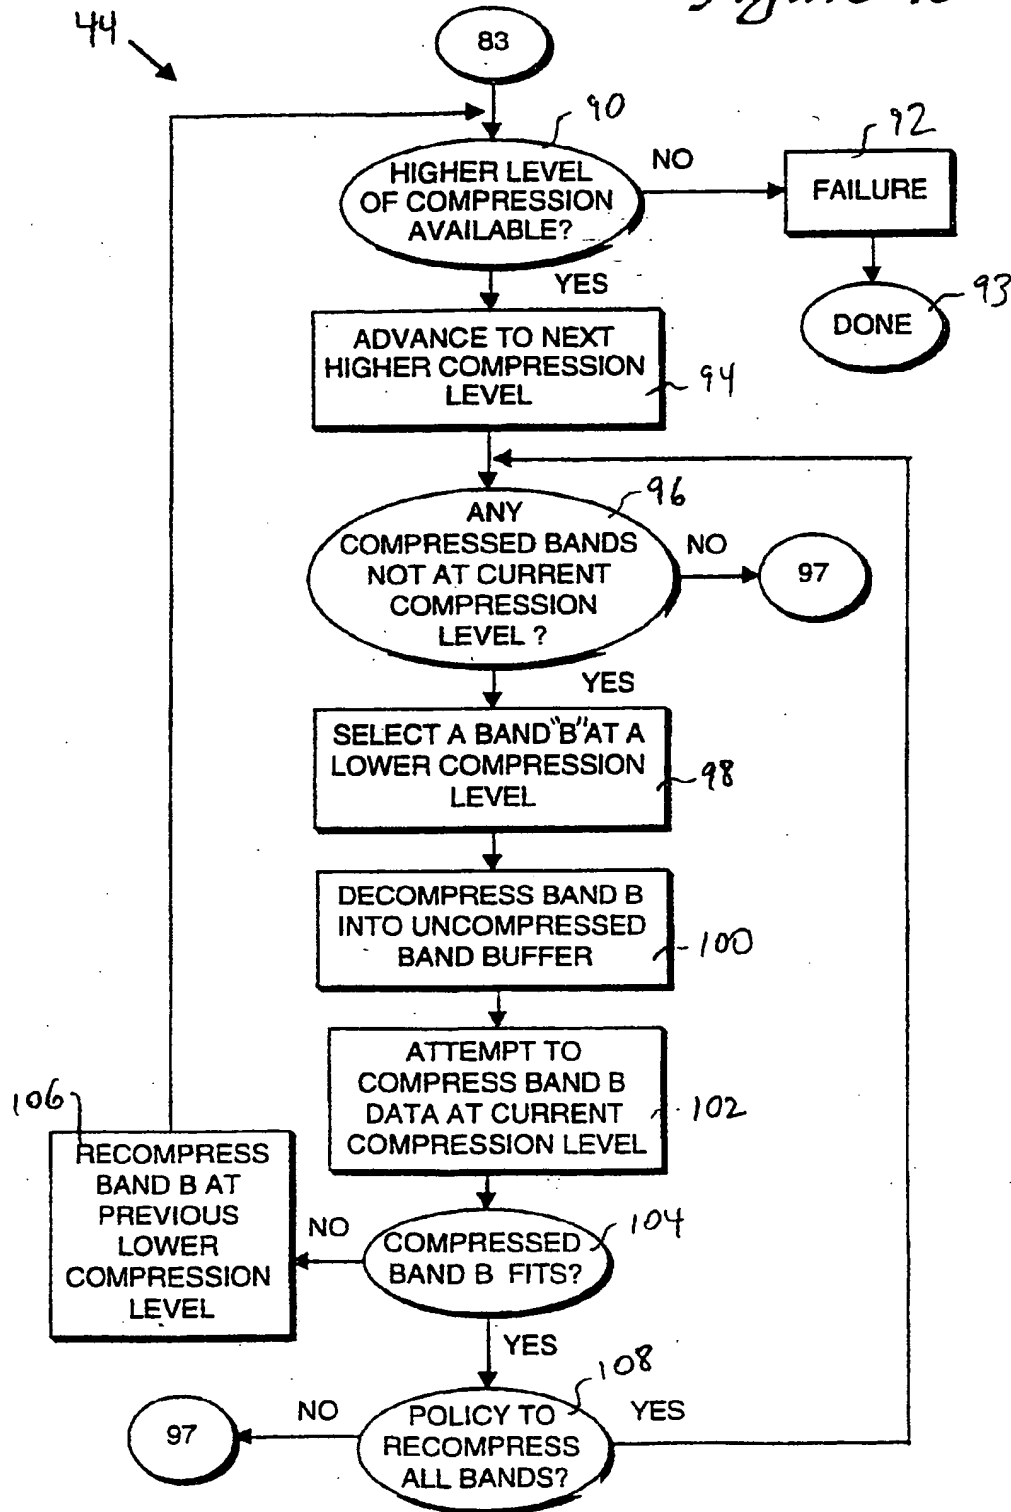 44
83
90
HIGHER LEVEL
OF COMPRESSION
AVAILABLE?
NO
92
FAILURE
YES
DONE
93
ADVANCE TO NEXT
HIGHER COMPRESSION
LEVEL
94
96
ANY
COMPRESSED BANDS
NOT AT CURRENT
COMPRESSION
LEVEL ?
NO
97
YES
SELECT A BAND "B" AT A
LOWER COMPRESSION
LEVEL
98
DECOMPRESS BAND B
INTO UNCOMPRESSED
BAND BUFFER
100
ATTEMPT TO
COMPRESS BAND B
DATA AT CURRENT
COMPRESSION LEVEL
102
106
RECOMPRESS
BAND B AT
PREVIOUS
LOWER
COMPRESSION
LEVEL
NO
COMPRESSED
BAND B FITS?
104
YES
108
97
NO
POLICY TO
RECOMPRESS
ALL BANDS?
YES